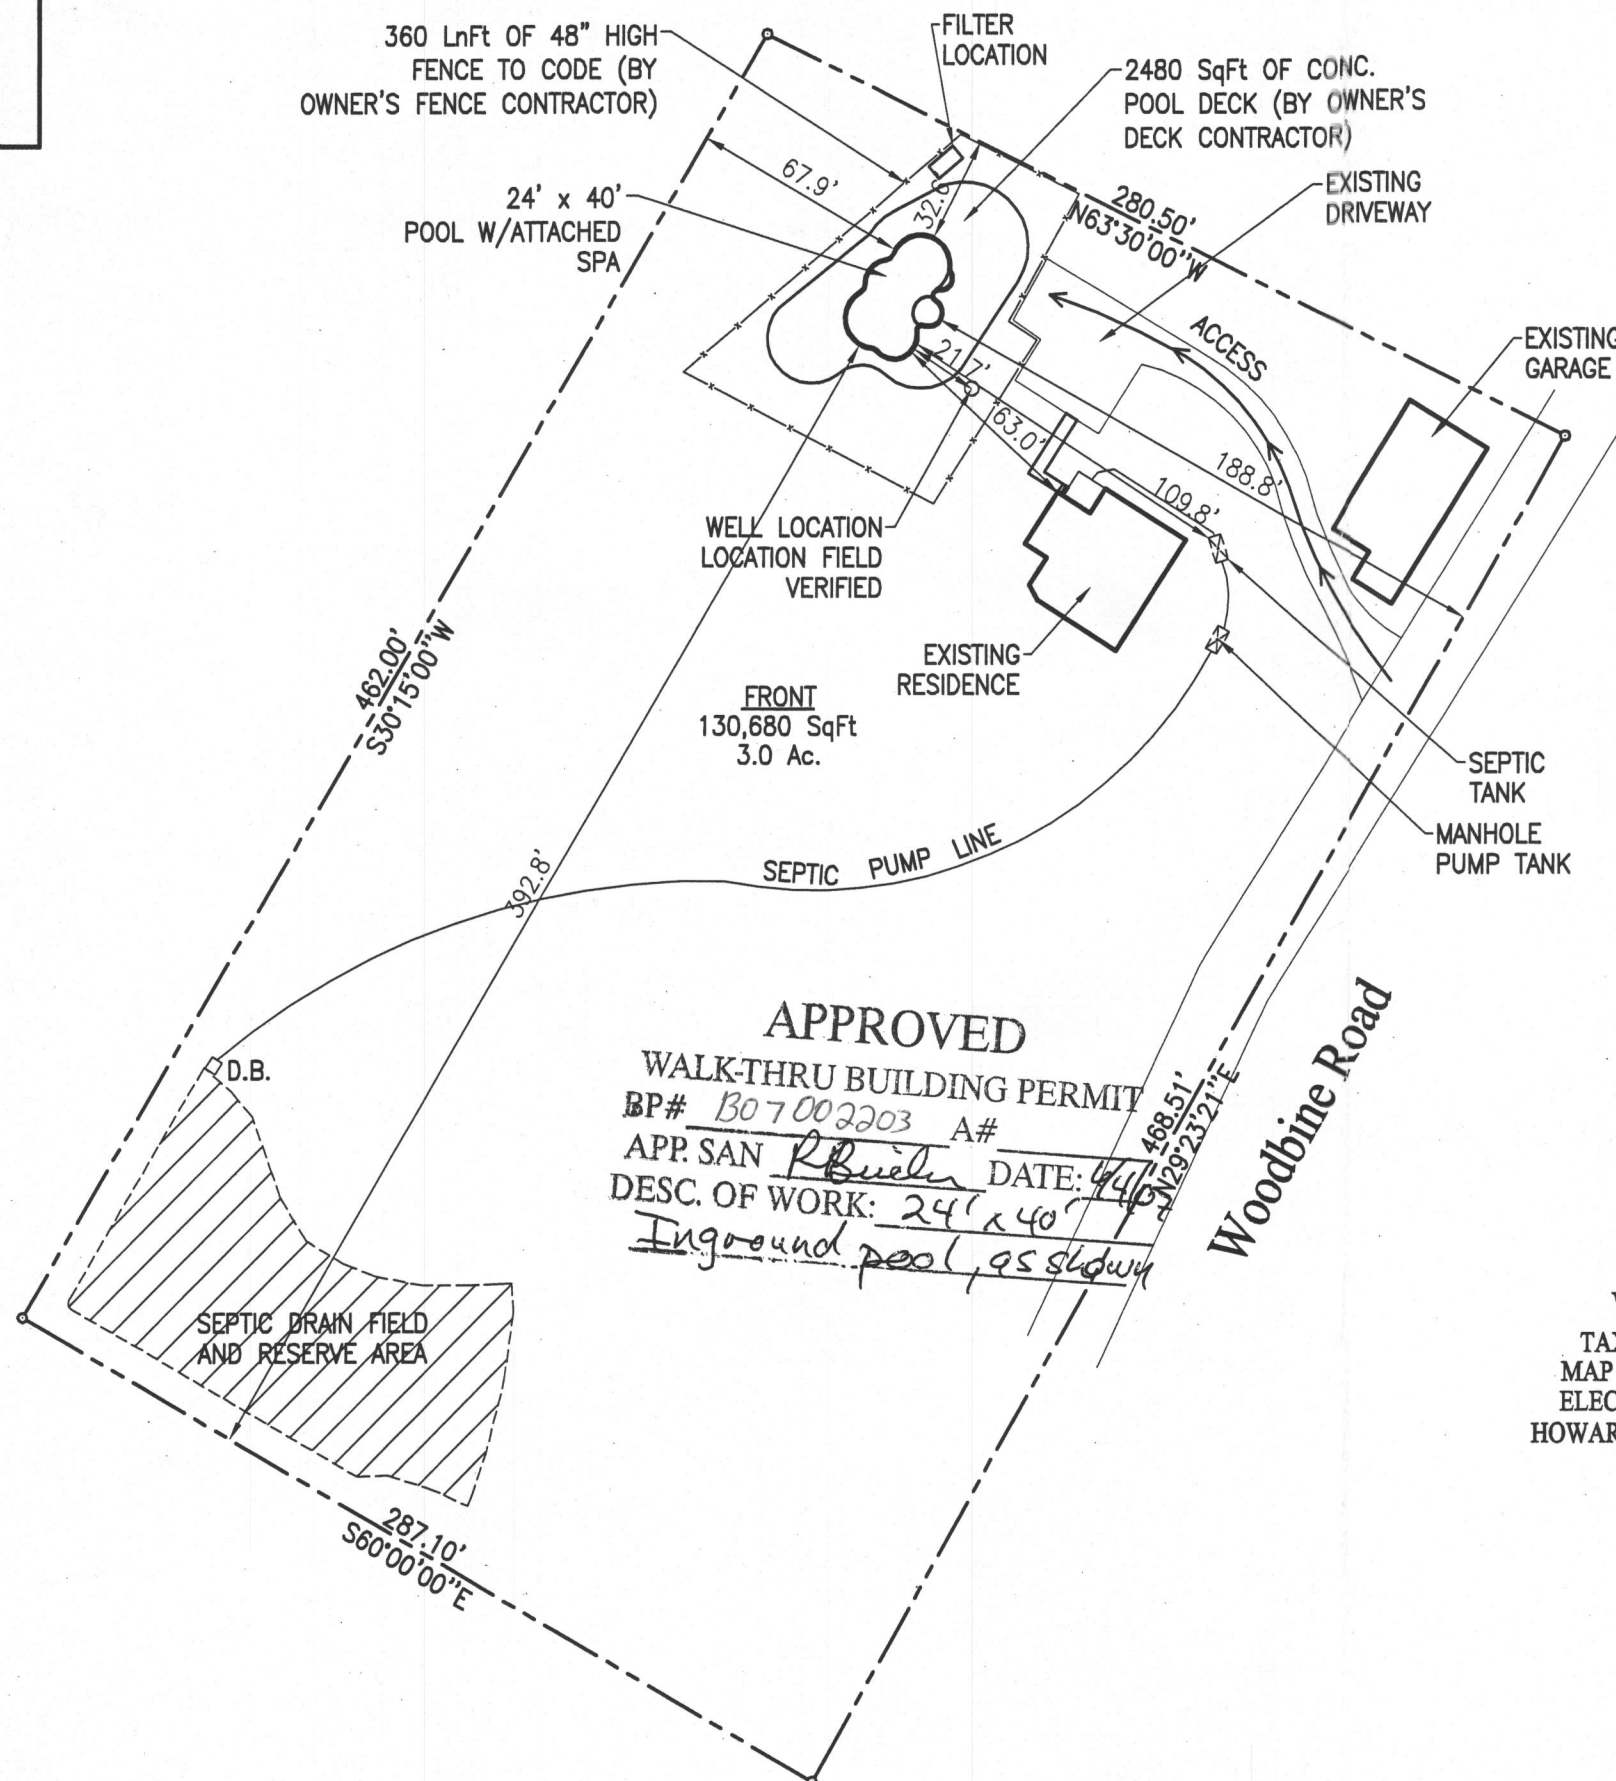 360 LnFt OF 48" HIGH
FENCE TO CODE (BY
OWNER'S FENCE CONTRACTOR)
FILTER
LOCATION
2480 SqFt OF CONC.
POOL DECK (BY OWNER'S
DECK CONTRACTOR)
24' x 40'
POOL W/ATTACHED
SPA
67.9'
280.50'
N63°30'00"W
EXISTING
DRIVEWAY
ACCESS
EXISTING
GARAGE
21.7'
63.0'
188.8'
109.8'
WELL LOCATION
LOCATION FIELD
VERIFIED
EXISTING
RESIDENCE
462.00'
S30°15'00"W
FRONT
130,680 SqFt
3.0 Ac.
SEPTIC
TANK
MANHOLE
PUMP TANK
SEPTIC PUMP LINE
392.8'
D.B.
APPROVED
WALK-THRU BUILDING PERMIT
BP# B07002203 A#
APP. SAN DATE:
DESC. OF WORK: 24' x 40'
Inground pool, as shown
468.51'
N29°23'21"E
Woodbine Road
SEPTIC DRAIN FIELD
AND RESERVE AREA
TAX
MAP
ELEC
HOWAR
287.10'
S60°00'00"E